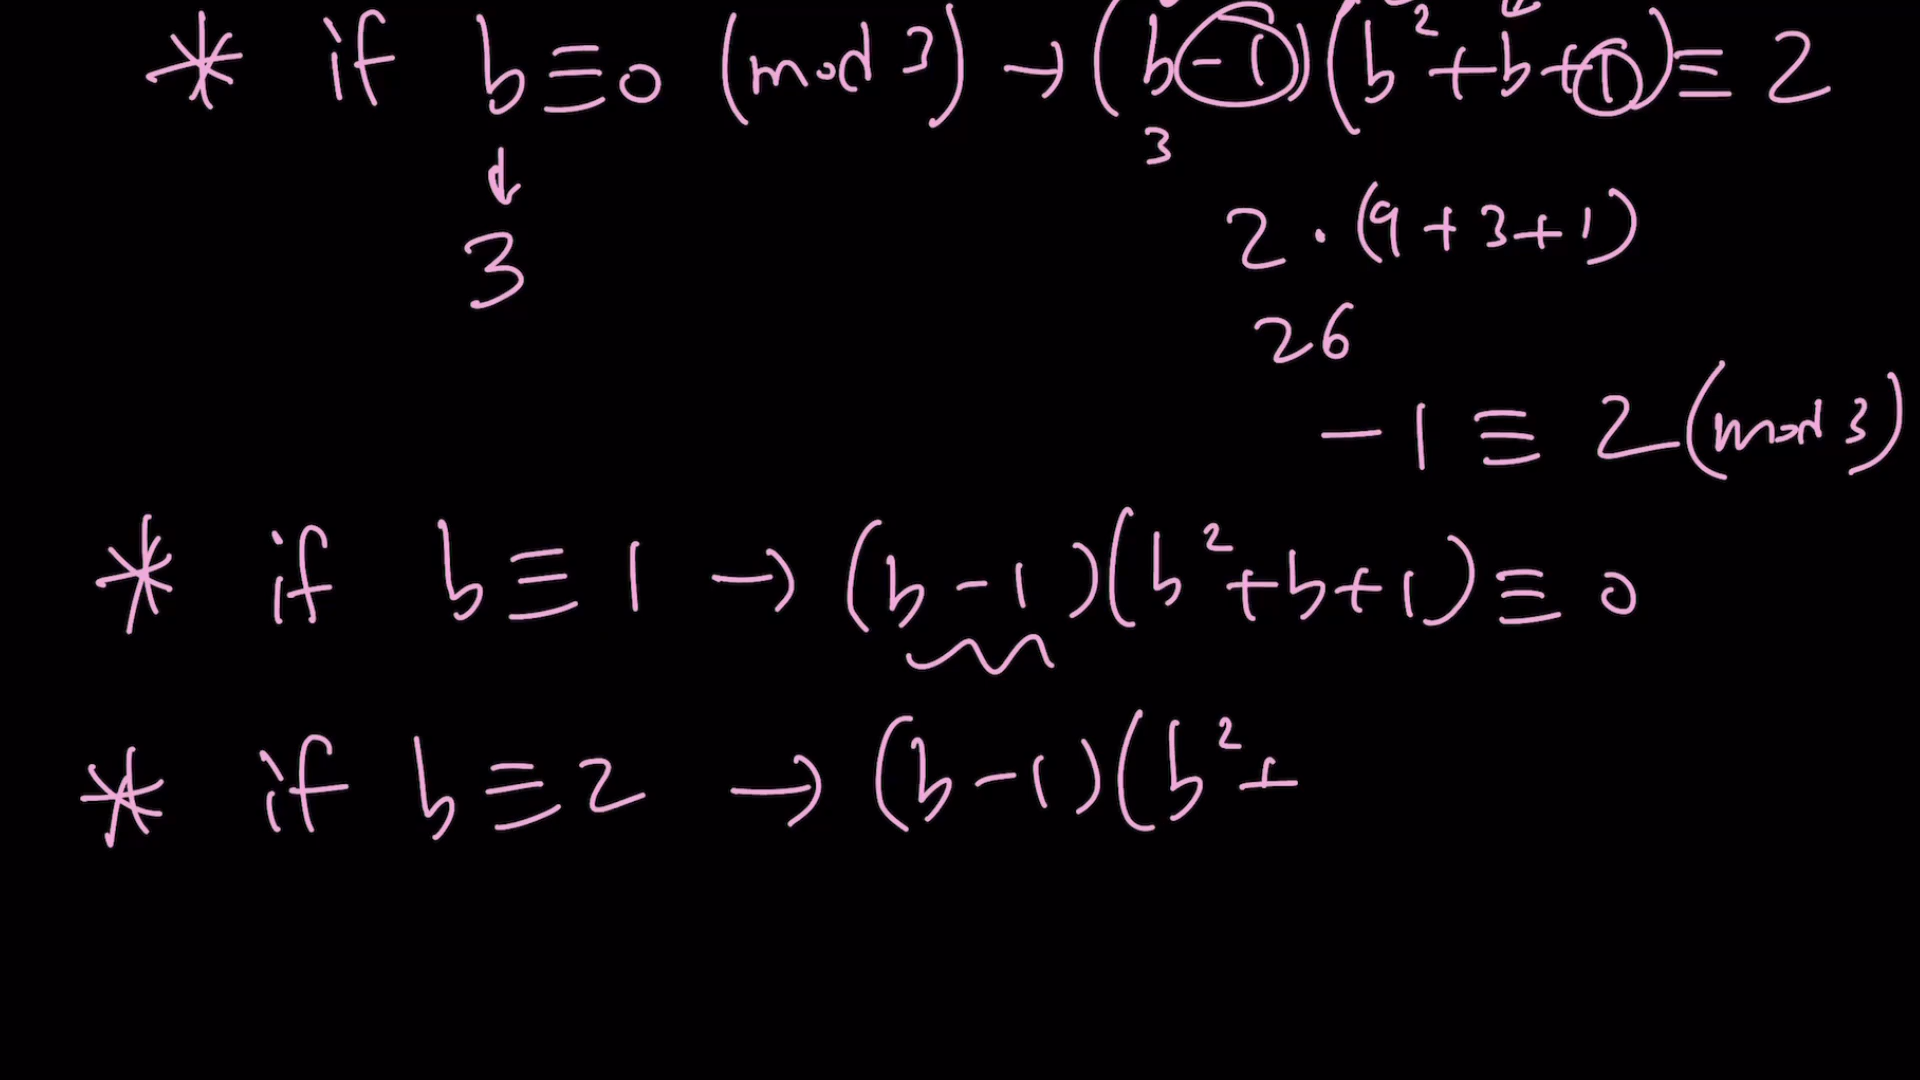 * if b ≡ 0 (mod 3) → (b - 1)(b² + b + 1) ≡ 2
3
2 · (9 + 3 + 1)
3
26
- 1 ≡ 2 (mod 3)
* if b ≡ 1 → (b - 1)(b² + b + 1) ≡ 0
* if b ≡ 2 → (b - 1)(b² +